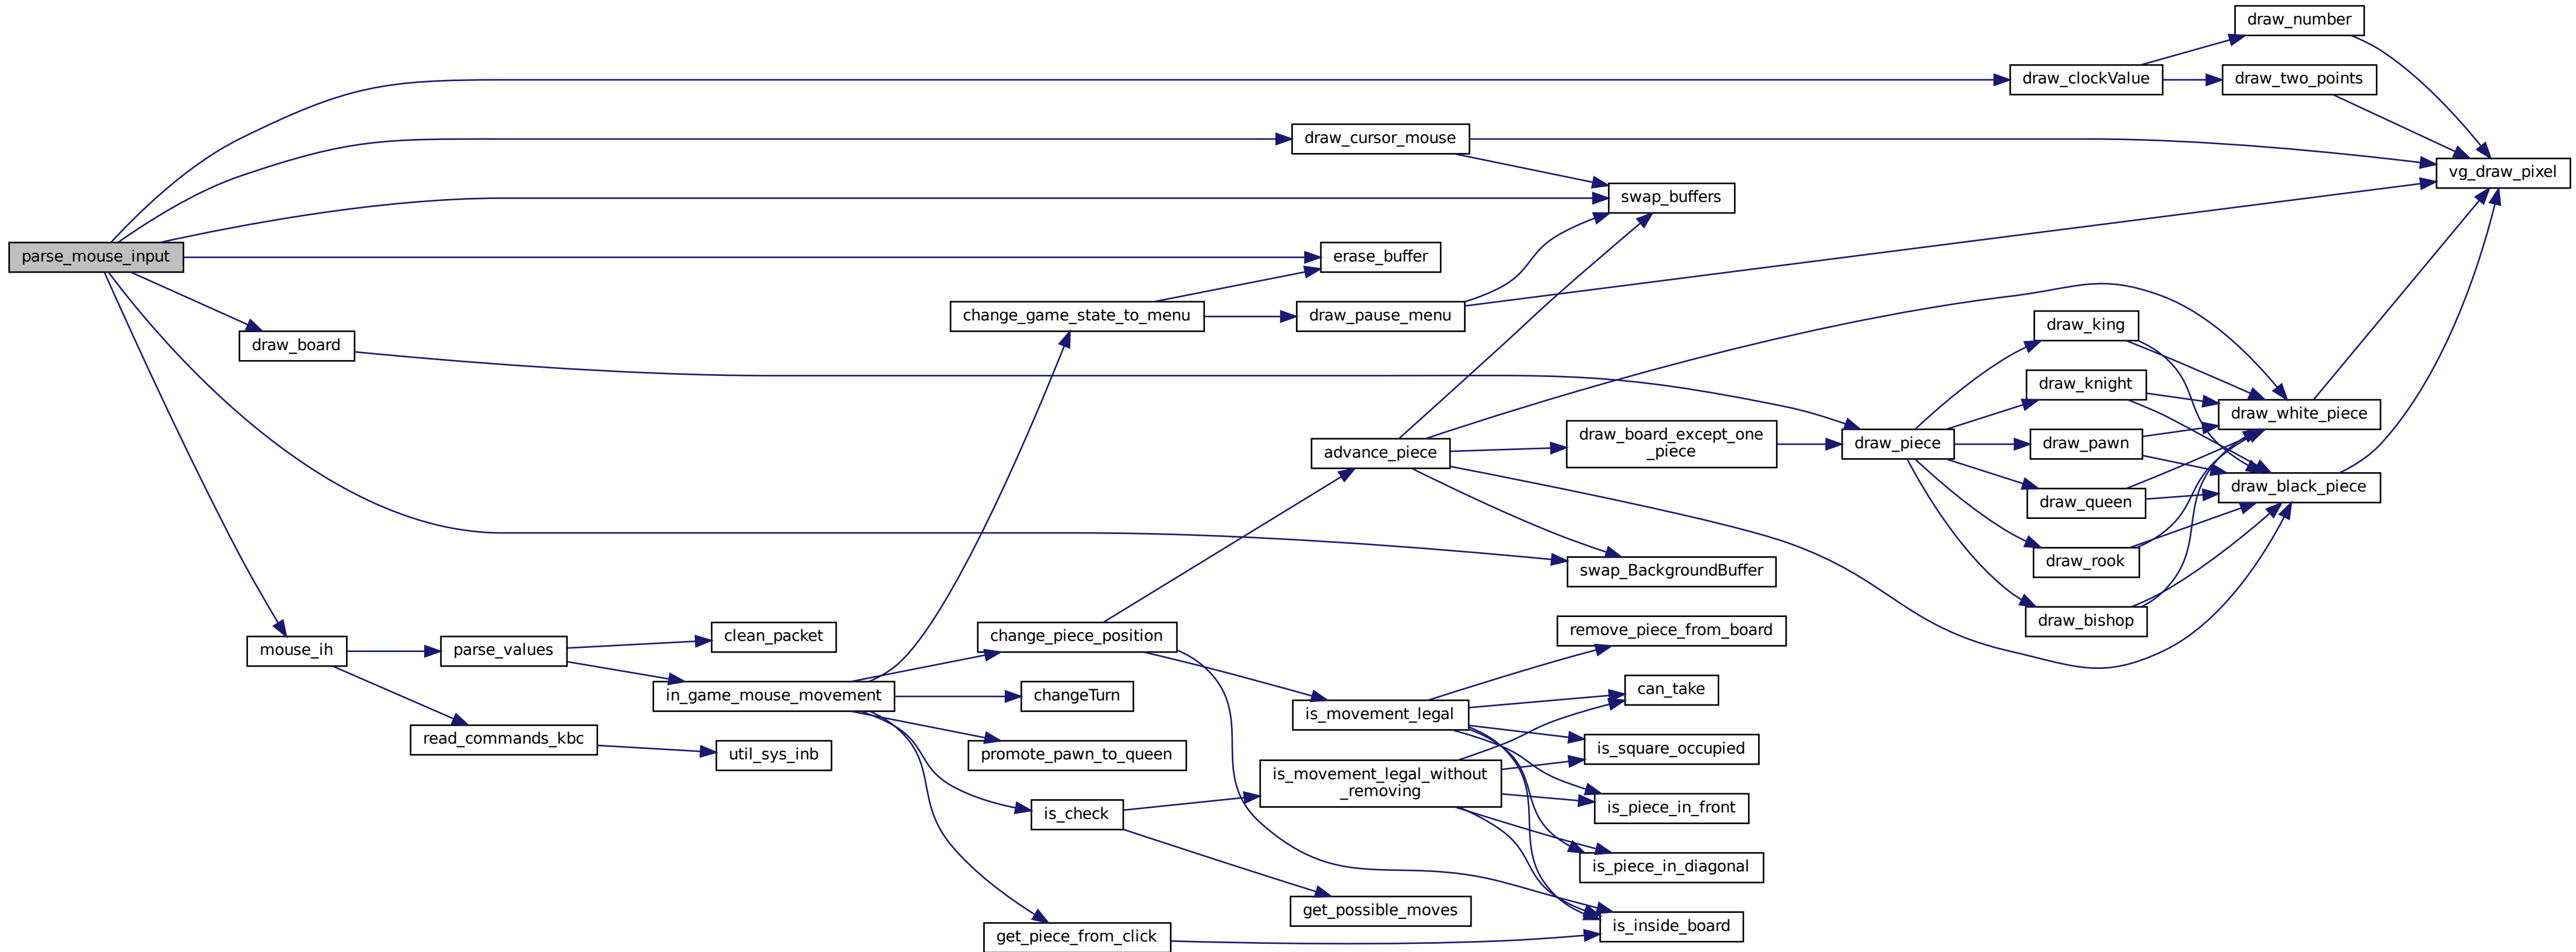 draw_number
draw_clockValue
draw_two_points
draw_cursor_mouse
vg_draw_pixel
swap_buffers
parse_mouse_input
erase_buffer
change_game_state_to_menu
draw_pause_menu
draw_king
draw_board
draw_knight
draw_white_piece
draw_board_except_one
_piece
advance_piece
draw_piece
draw_pawn
draw_black_piece
draw_queen
draw_rook
swap_BackgroundBuffer
draw_bishop
remove_piece_from_board
clean_packet
change_piece_position
mouse_ih
parse_values
in_game_mouse_movement
changeTurn
can_take
is_movement_legal
read_commands_kbc
util_sys_inb
promote_pawn_to_queen
is_square_occupied
is_movement_legal_without
_removing
is_piece_in_front
is_check
is_piece_in_diagonal
get_possible_moves
is_inside_board
get_piece_from_click